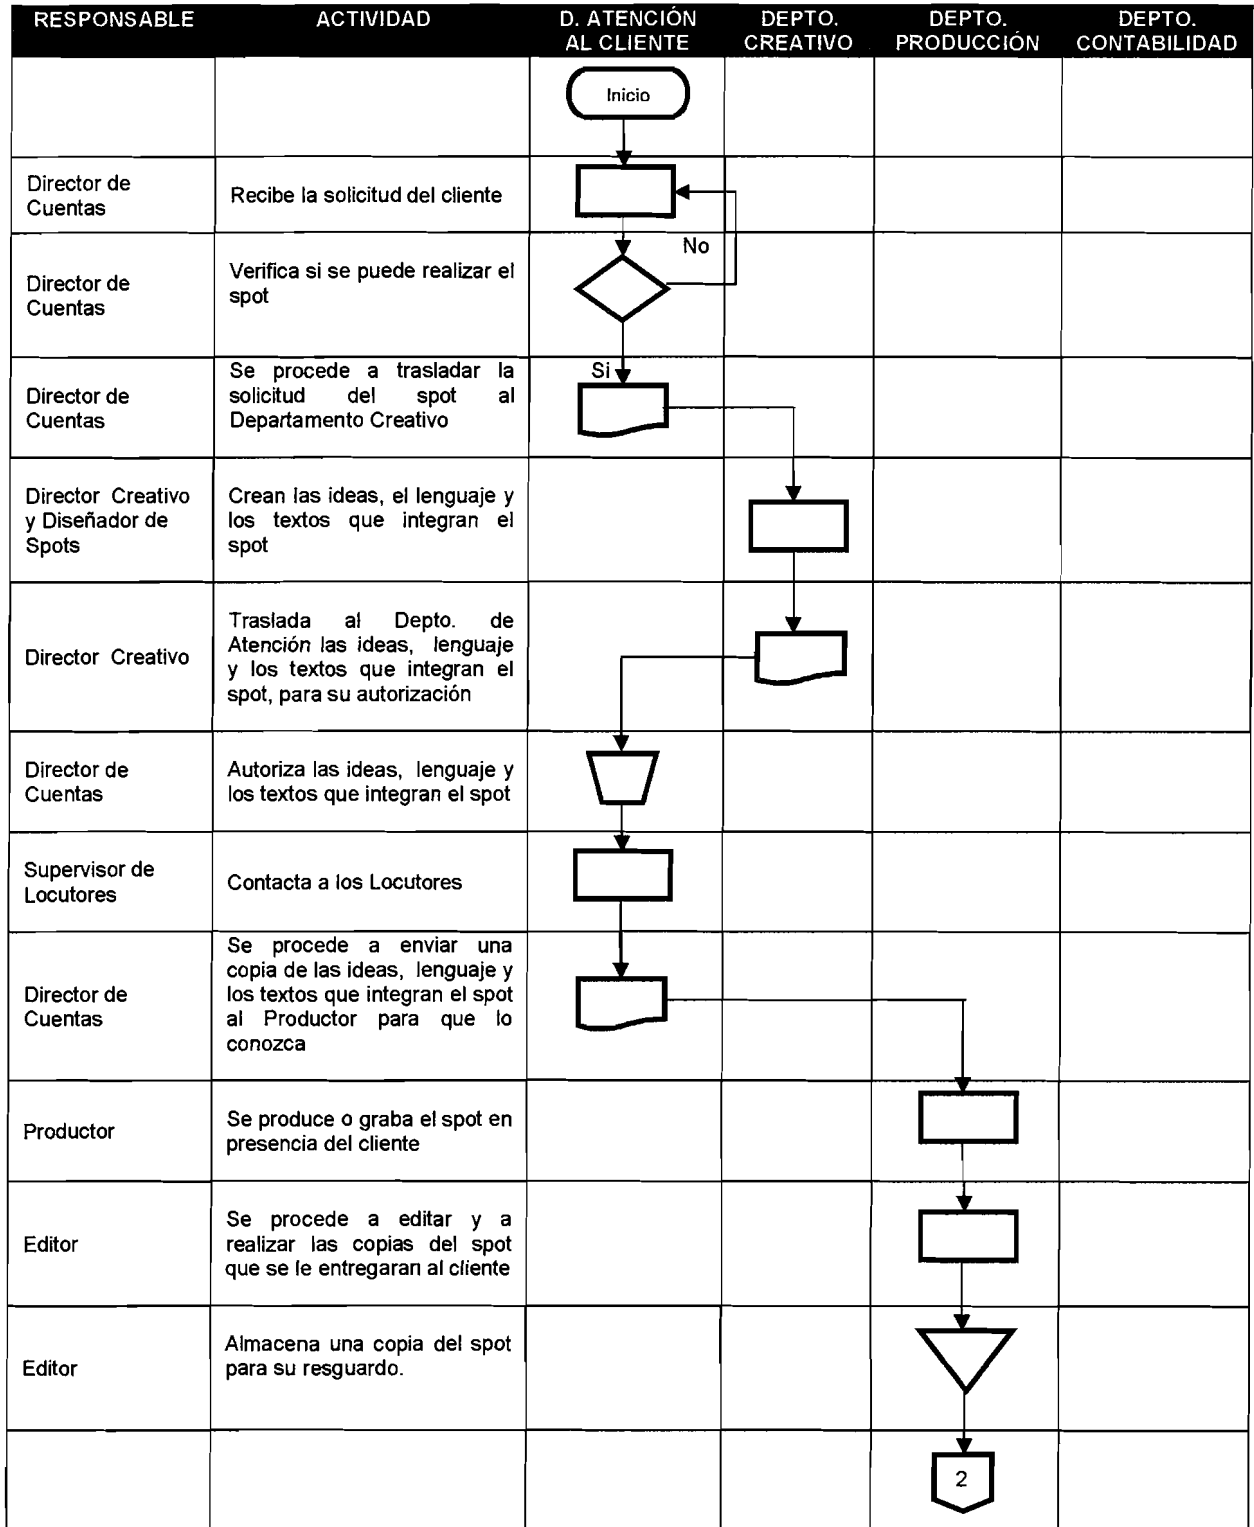 RESPONSABLE ACTIVIDAD D. ATENCIÓN AL CLIENTE DEPTO. CREATIVO DEPTO. PRODUCCIÓN DEPTO. CONTABILIDAD
Inicio
Director de
Cuentas
Recibe la solicitud del cliente
No
Director de
Cuentas
Verifica si se puede realizar el
spot
Si
Director de
Cuentas
Se procede a trasladar la
solicitud del spot al
Departamento Creativo
Director Creativo
y Diseñador de
Spots
Crean las ideas, el lenguaje y
los textos que integran el
spot
Director Creativo
Traslada al Depto. de
Atención las ideas, lenguaje
y los textos que integran el
spot, para su autorización
Director de
Cuentas
Autoriza las ideas, lenguaje y
los textos que integran el spot
Supervisor de
Locutores
Contacta a los Locutores
Director de
Cuentas
Se procede a enviar una
copia de las ideas, lenguaje y
los textos que integran el spot
al Productor para que lo
conozca
Productor
Se produce o graba el spot en
presencia del cliente
Editor
Se procede a editar y a
realizar las copias del spot
que se le entregaran al cliente
Editor
Almacena una copia del spot
para su resguardo.
2